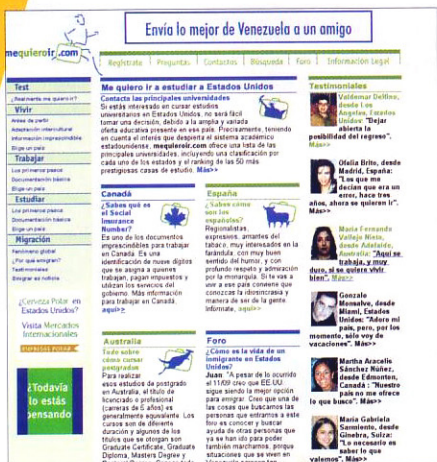 Envía lo mejor de Venezuela a un amigo
mequieroir.com
Regístrate | Preguntas | Contactos | Búsqueda | Foro | Información Legal
Test
¿Realmente me quiero ir?
Vivir
Antes de partir
Adaptación intercultural
Información imprescindible
Elige un país
Trabajar
Los primeros pasos
Documentación básica
Elige un país
Estudiar
Los primeros pasos
Documentación básica
Elige un país
Migración
Fenómeno global
¿Por qué emigran?
Testimoniales
Emigrar es noticia
¿Cerveza Polar en
Estados Unidos?
Visita Mercados
Internacionales
EMPRESAS POLAR
¿Todavía
lo estás
pensando
Me quiero ir a estudiar a Estados Unidos
Contacta las principales universidades
Si estás interesado en cursar estudios
universitarios en Estados Unidos, no será fácil
tomar una decisión, debido a la amplia y variada
oferta educativa presente en ese país. Precisamente, teniendo
en cuenta el interés que despierta el sistema académico
estadounidense, mequieroir.com ofrece una lista de las
principales universidades, incluyendo una clasificación por
cada uno de los estados y el ranking de las 50 más
prestigiosas casas de estudio. Más>>
Canadá
¿Sabes qué es
el Social
Insurance
Number?
Es uno de los documentos
imprescindibles para trabajar
en Canadá. Es una
identificación de nueve dígitos
que se asigna a quienes
trabajan, pagan impuestos y
utilizan los servicios del
gobierno. Más información
para trabajar en Canadá,
aquí>>
España
¿Sabes cómo
son los
españoles?
Regionalistas,
expresivos, amantes del
tabaco, muy interesados en la
farándula, con muy buen
sentido del humor, y con
profundo respeto y admiración
por la monarquía. Si te vas a
vivir a ese país conviene que
conozcas la idiosincrasia y
manera de ser de la gente.
Infórmate, aquí>>
Australia
Todo sobre
cómo cursar
postgrados
Para realizar
esos estudios de postgrado
en Australia, el título de
licenciado o profesional
(carreras de 5 años) es
generalmente equivalente. Los
cursos son de diferente
duración y algunos de los
títulos que se otorgan son
Graduate Certificate, Graduate
Diploma, Masters Degree y
Foro
¿Cómo es la vida de un
inmigrante en Estados
Unidos?
Juan: "A pesar de lo ocurrido
el 11/09 creo que EE.UU.
sigue siendo la mejor opción
para emigrar. Creo que una de
las cosas que buscamos las
personas que entramos a este
foro es conocer y buscar
ayuda de otras personas que
ya se han ido para poder
también marcharnos, porque
situaciones que se viven en
Testimoniales
Valdemar Delfino,
desde Los
Ángeles, Estados
Unidos: "Dejar
abierta la
posibilidad del regreso".
Más>>
Ofelia Brito, desde
Madrid, España:
"Los que me
decían que era un
error, hace tres
años, ahora se quieren ir".
Más>>
María Fernanda
Vallejo Nieto,
desde Adelaide,
Australia: "Aquí se
trabaja, y muy
duro, si se quiere vivir
bien". Más>>
Gonzalo
Monsalve, desde
Miami, Estados
Unidos: "Adoro mi
país, pero, por los
momentos, sólo voy de
vacaciones". Más>>
Martha Aracelis
Sánchez Núñez,
desde Edmonton,
Canadá : "Nuestro
país no me ofrece
lo que busco". Más>>
María Gabriela
Sarmiento, desde
Ginebra, Suiza:
"Lo necesario es
saber lo que
valemos". Más>>